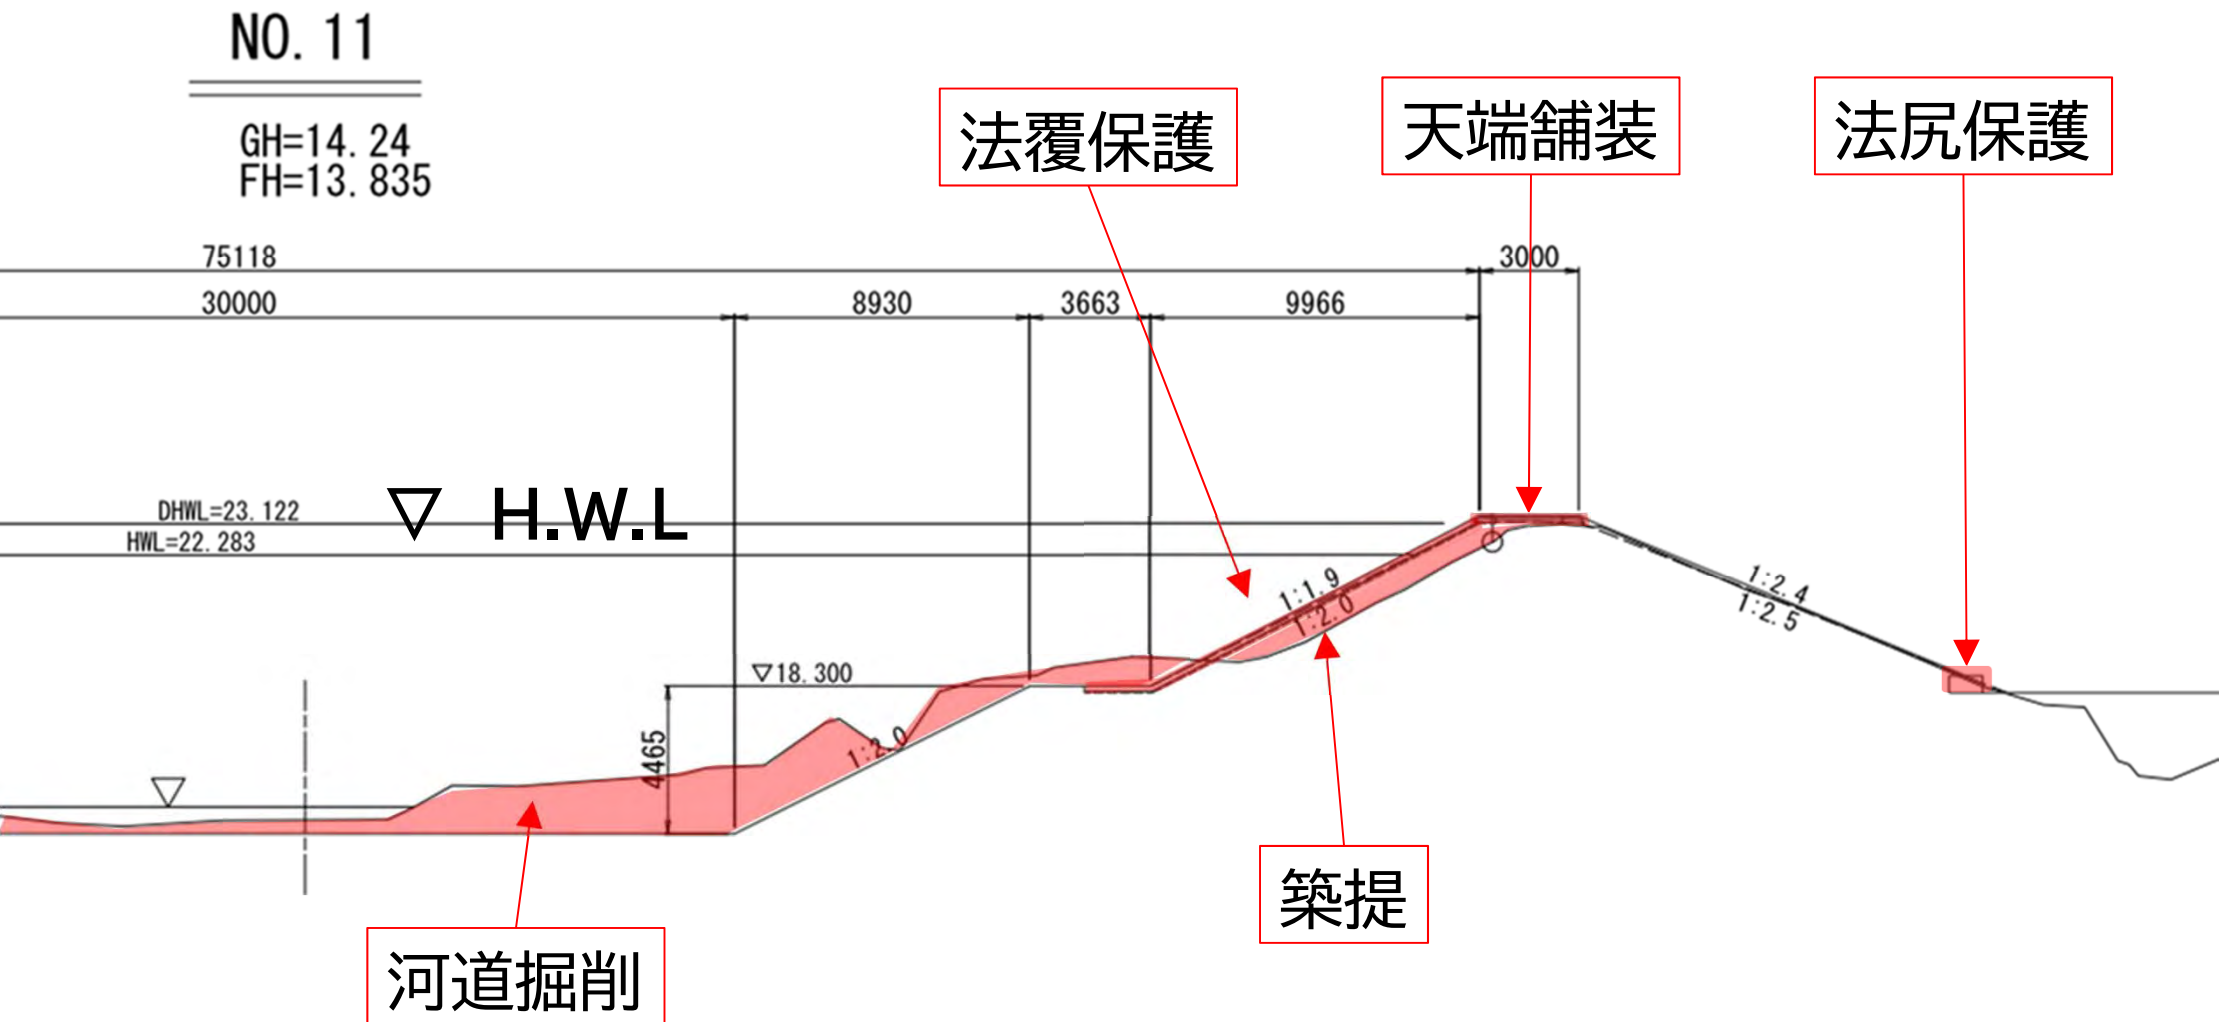 NO. 11
GH=14.24
FH=13.835
法覆保護
天端舗装
法尻保護
75118
3000
30000
8930
3663
9966
DHWL=23.122
HWL=22.283
▽ H.W.L
1:1.9
1:2.0
1:2.4
1:2.5
▽18.300
4465
1:2.0
▽
築提
河道掘削